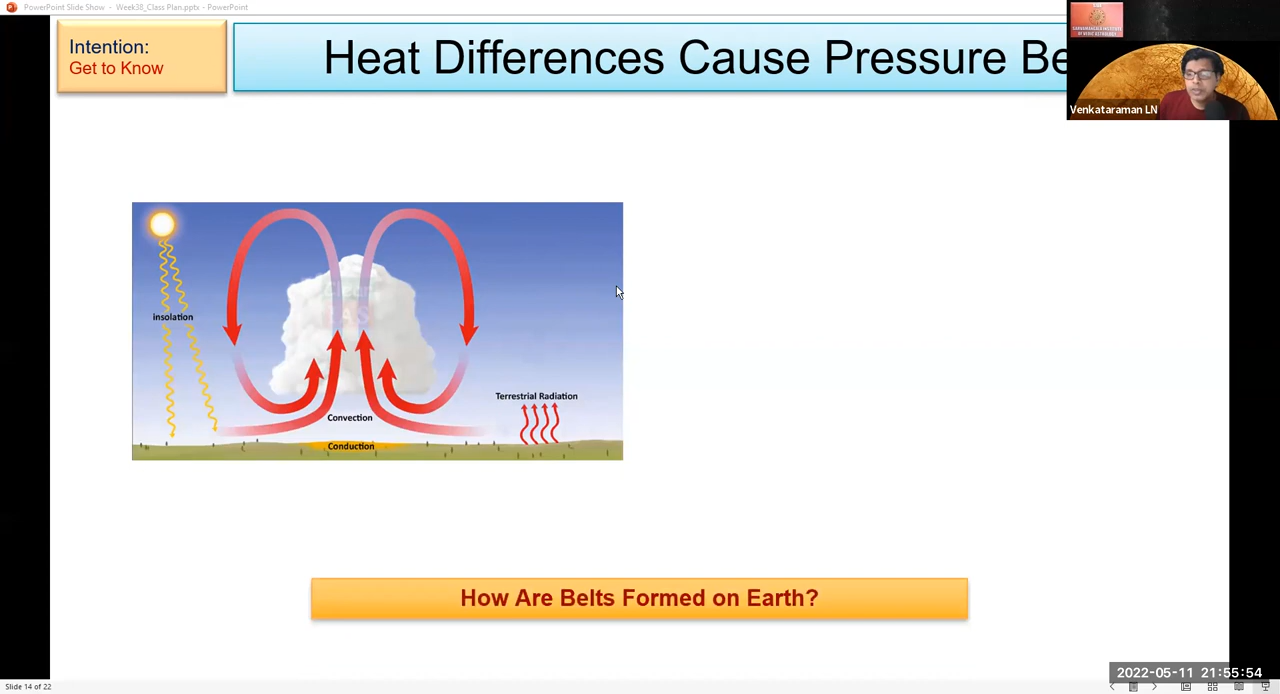 PowerPoint Slide Show - Week38_Class Plan.pptx - PowerPoint
Intention:
Get to Know
Heat Differences Cause Pressure Be
Venkataraman LN
insolation
Terrestrial Radiation
Convection
Conduction
How Are Belts Formed on Earth?
2022-05-11 21:55:54
Slide 14 of 22